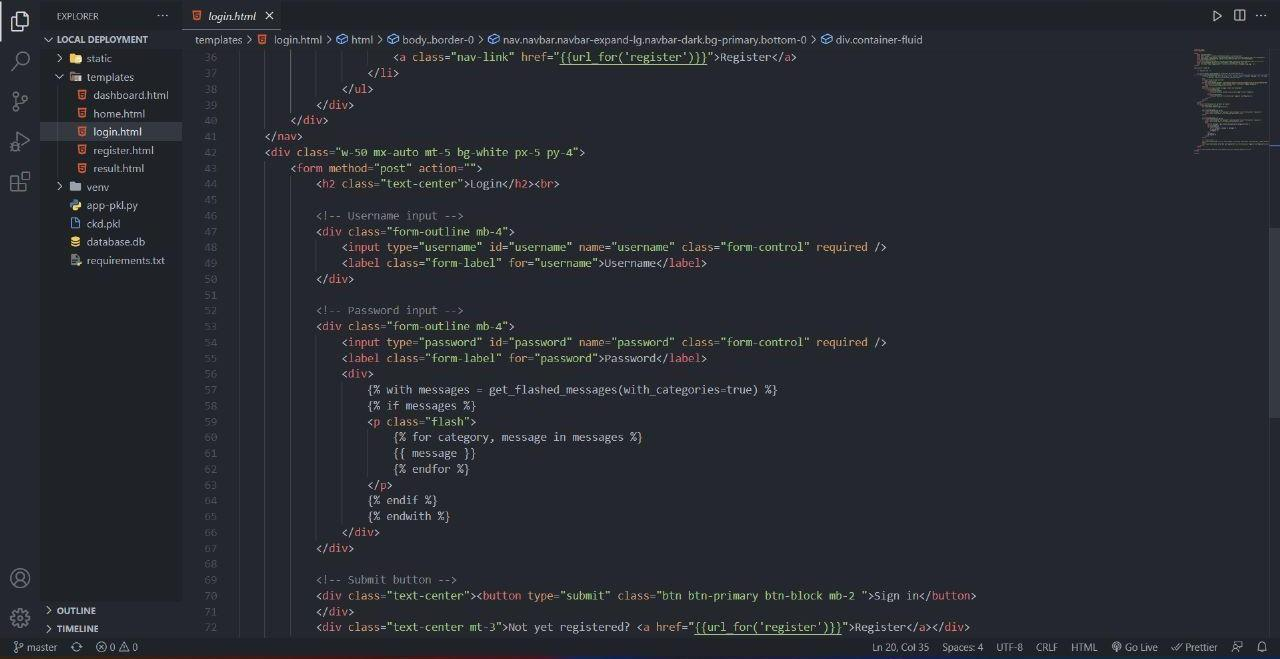 EXPLORER
login.html
LOCAL DEPLOYMENT
static
templates
dashboard.html
home.html
login.html
register.html
result.html
venv
app-pkl.py
ckd.pkl
database.db
requirements.txt
OUTLINE
TIMELINE
templates > login.html > html > body..border-0 > nav.navbar.navbar-expand-lg.navbar-dark.bg-primary.bottom-0 > div.container-fluid
36 <a class="nav-link" href="{{url_for('register')}}">Register</a>
37 </li>
38 </ul>
39 </div>
40 </div>
41 </nav>
42 <div class="w-50 mx-auto mt-5 bg-white px-5 py-4">
43 <form method="post" action="">
44 <h2 class="text-center">Login</h2><br>
45
46 <!-- Username input -->
47 <div class="form-outline mb-4">
48 <input type="username" id="username" name="username" class="form-control" required />
49 <label class="form-label" for="username">Username</label>
50 </div>
51
52 <!-- Password input -->
53 <div class="form-outline mb-4">
54 <input type="password" id="password" name="password" class="form-control" required />
55 <label class="form-label" for="password">Password</label>
56 <div>
57 {% with messages = get_flashed_messages(with_categories=true) %}
58 {% if messages %}
59 <p class="flash">
60 {% for category, message in messages %}
61 {{ message }}
62 {% endfor %}
63 </p>
64 {% endif %}
65 {% endwith %}
66 </div>
67 </div>
68
69 <!-- Submit button -->
70 <div class="text-center"><button type="submit" class="btn btn-primary btn-block mb-2 ">Sign in</button>
71 </div>
72 <div class="text-center mt-3">Not yet registered? <a href="{{url_for('register')}}">Register</a></div>
master 0 0 Ln 20, Col 35 Spaces: 4 UTF-8 CRLF HTML Go Live Prettier